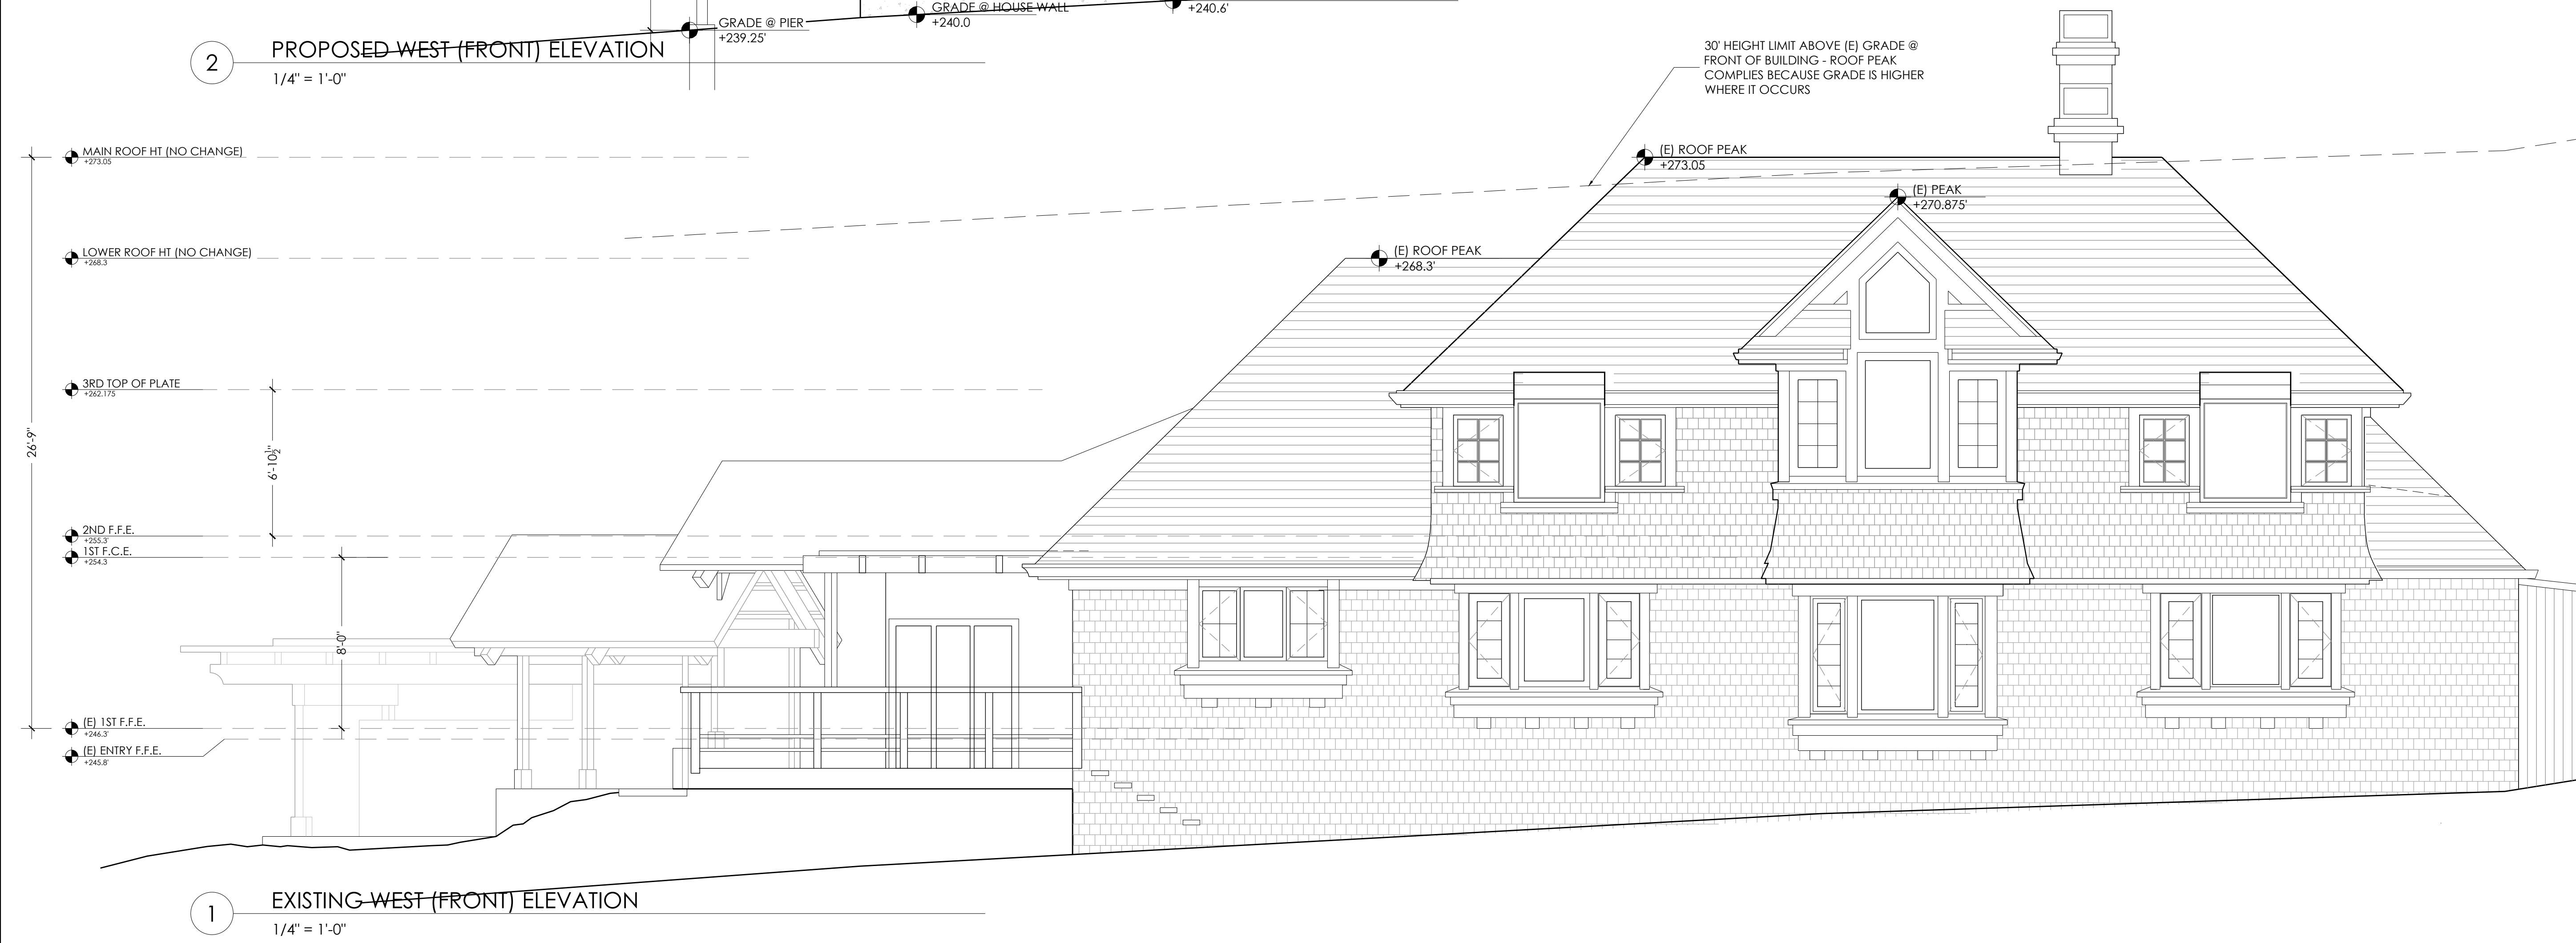 GRADE @ PIER
+239.25'
GRADE @ HOUSE WALL
+240.0
+240.6'
2
PROPOSED WEST (FRONT) ELEVATION
1/4" = 1'-0"
30' HEIGHT LIMIT ABOVE (E) GRADE @
FRONT OF BUILDING - ROOF PEAK
COMPLIES BECAUSE GRADE IS HIGHER
WHERE IT OCCURS
MAIN ROOF HT (NO CHANGE)
+273.05
(E) ROOF PEAK
+273.05
(E) PEAK
+270.875'
LOWER ROOF HT (NO CHANGE)
+268.3
(E) ROOF PEAK
+268.3'
3RD TOP OF PLATE
+262.175
26'-9"
6'-10½"
2ND F.F.E.
+255.3'
1ST F.C.E.
+254.3
8'-0"
(E) 1ST F.F.E.
+246.3'
(E) ENTRY F.F.E.
+245.8'
1
EXISTING WEST (FRONT) ELEVATION
1/4" = 1'-0"